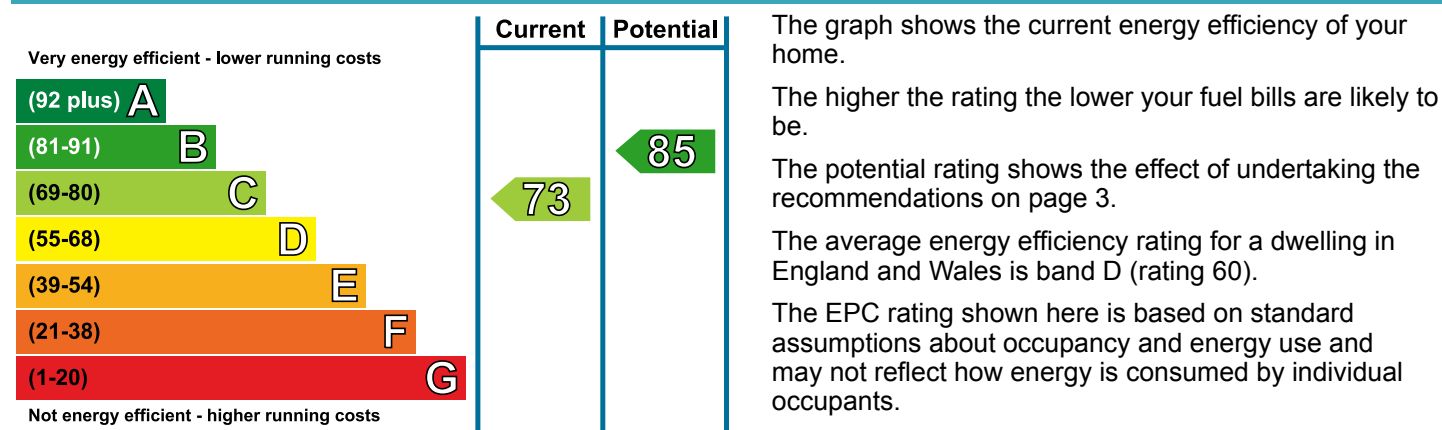 Current Potential
Very energy efficient - lower running costs
(92 plus) A
(81-91) B
85
(69-80) C
73
(55-68) D
(39-54) E
(21-38) F
(1-20) G
Not energy efficient - higher running costs
The graph shows the current energy efficiency of your
home.
The higher the rating the lower your fuel bills are likely to
be.
The potential rating shows the effect of undertaking the
recommendations on page 3.
The average energy efficiency rating for a dwelling in
England and Wales is band D (rating 60).
The EPC rating shown here is based on standard
assumptions about occupancy and energy use and
may not reflect how energy is consumed by individual
occupants.